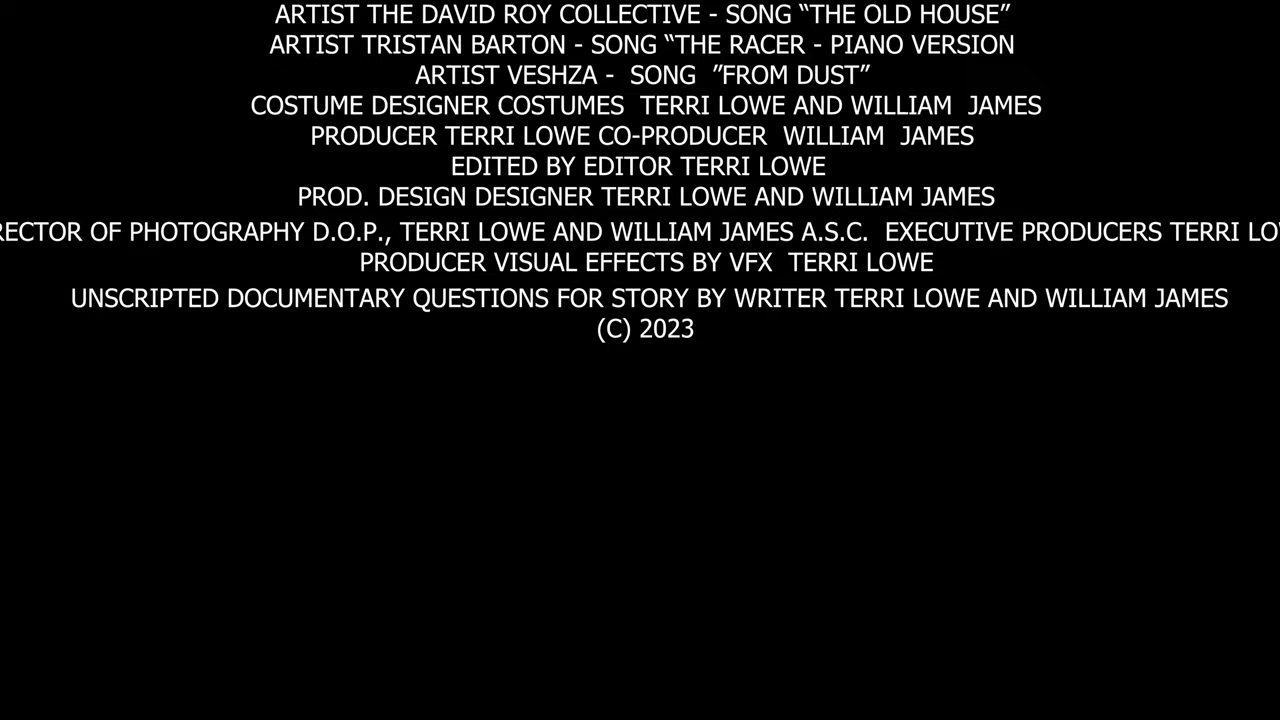 ARTIST THE DAVID ROY COLLECTIVE - SONG “THE OLD HOUSE”
ARTIST TRISTAN BARTON - SONG “THE RACER - PIANO VERSION
ARTIST VESHZA -  SONG  ”FROM DUST”
COSTUME DESIGNER COSTUMES  TERRI LOWE AND WILLIAM  JAMES
PRODUCER TERRI LOWE CO-PRODUCER  WILLIAM  JAMES
EDITED BY EDITOR TERRI LOWE
PROD. DESIGN DESIGNER TERRI LOWE AND WILLIAM JAMES
RECTOR OF PHOTOGRAPHY D.O.P., TERRI LOWE AND WILLIAM JAMES A.S.C.  EXECUTIVE PRODUCERS TERRI LO
PRODUCER VISUAL EFFECTS BY VFX  TERRI LOWE
UNSCRIPTED DOCUMENTARY QUESTIONS FOR STORY BY WRITER TERRI LOWE AND WILLIAM JAMES
(C) 2023